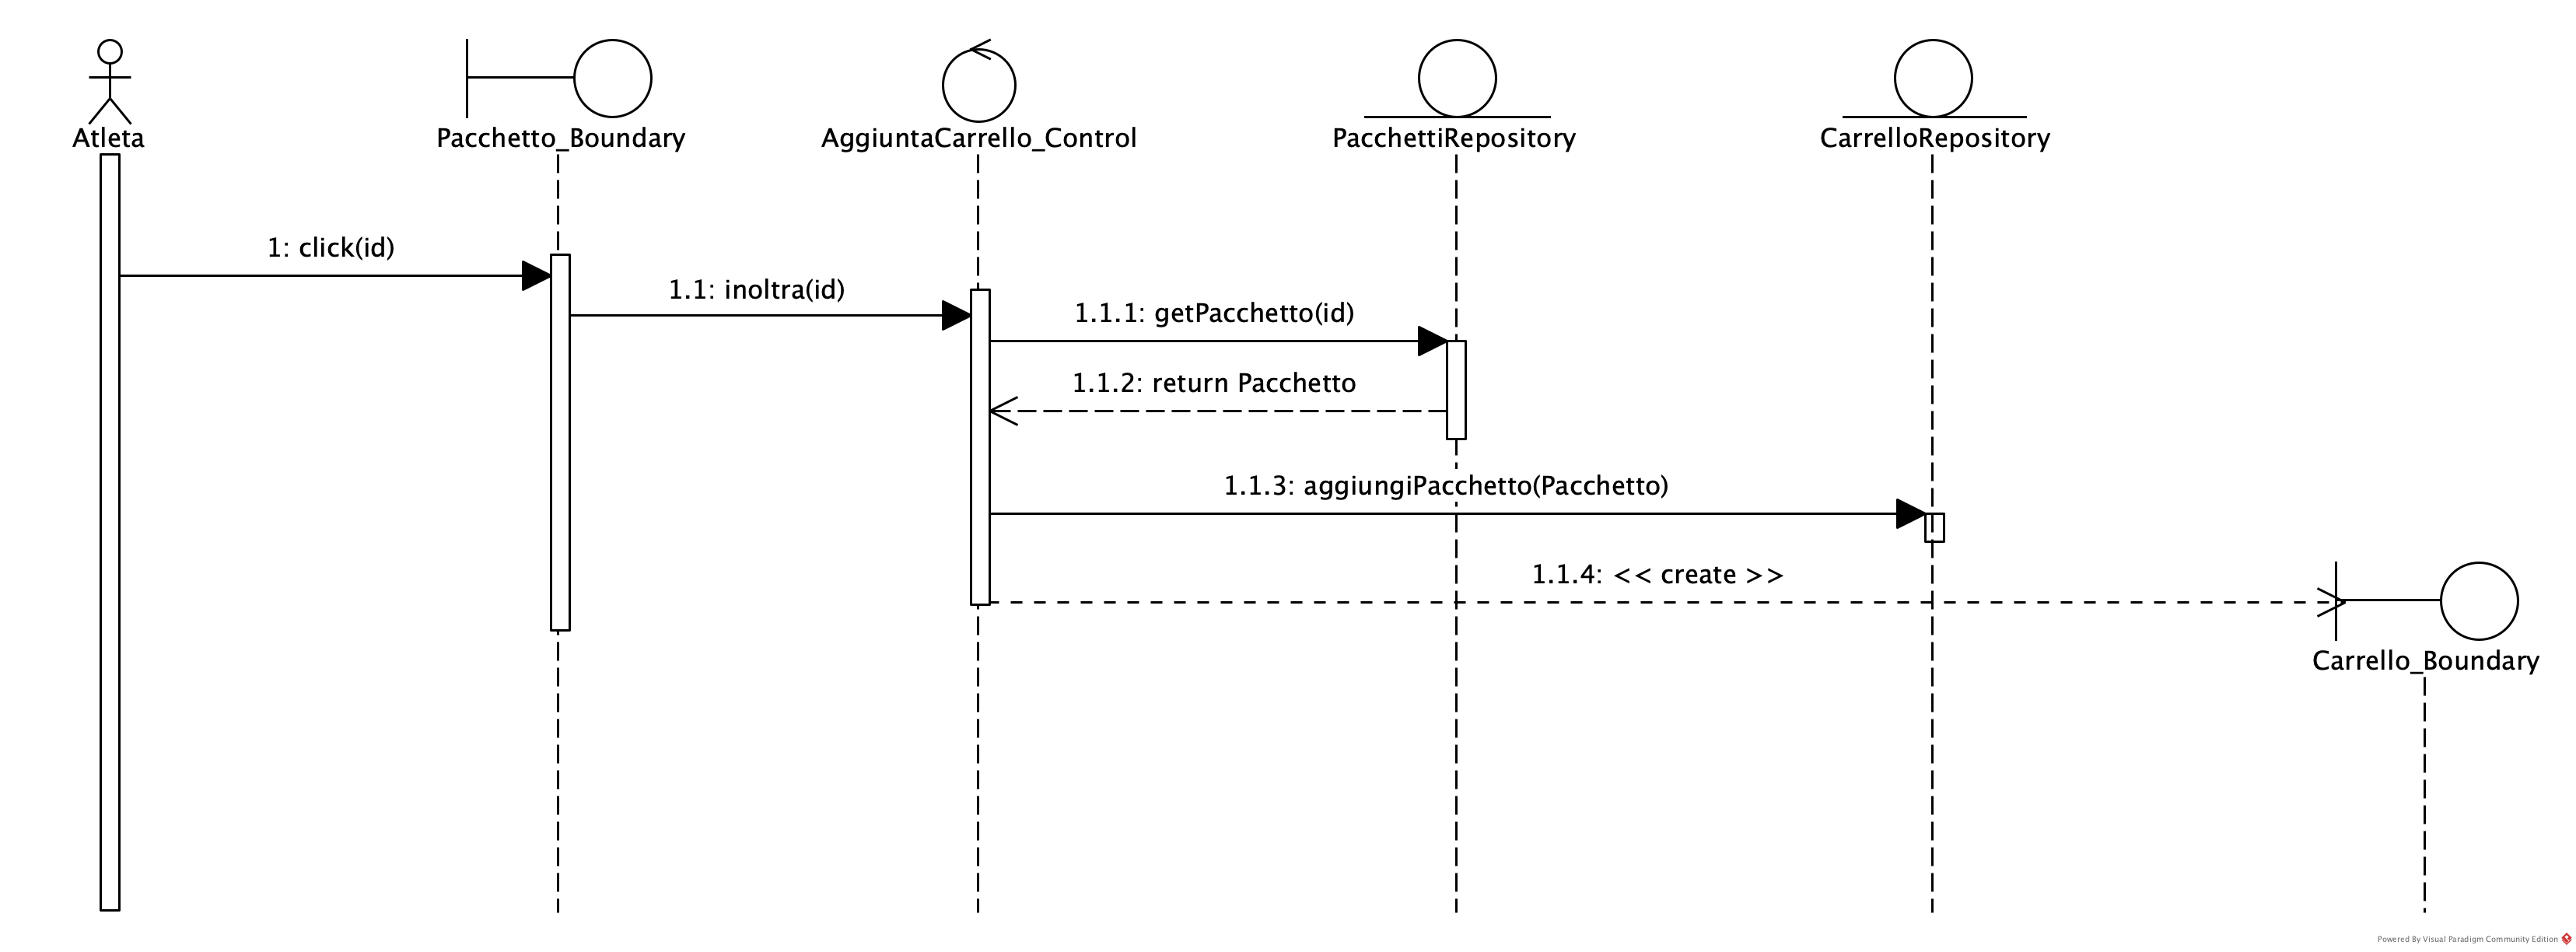 Atleta
Pacchetto_Boundary
AggiuntaCarrello_Control
PacchettiRepository
CarrelloRepository
1: click(id)
1.1: inoltra(id)
1.1.1: getPacchetto(id)
1.1.2: return Pacchetto
1.1.3: aggiungiPacchetto(Pacchetto)
1.1.4: << create >>
Carrello_Boundary
Powered By Visual Paradigm Community Edition